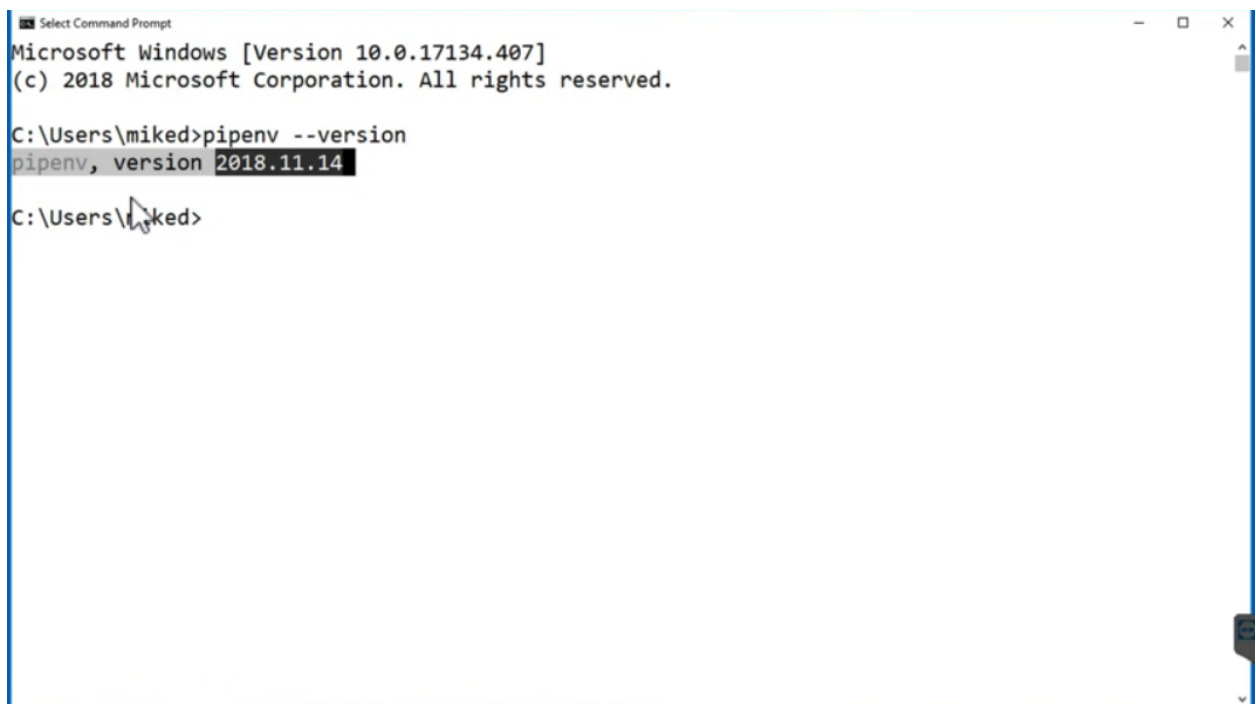 Select Command Prompt
Microsoft Windows [Version 10.0.17134.407]
(c) 2018 Microsoft Corporation. All rights reserved.
C:\Users\miked>pipenv --version
pipenv, version 2018.11.14
C:\Users\miked>